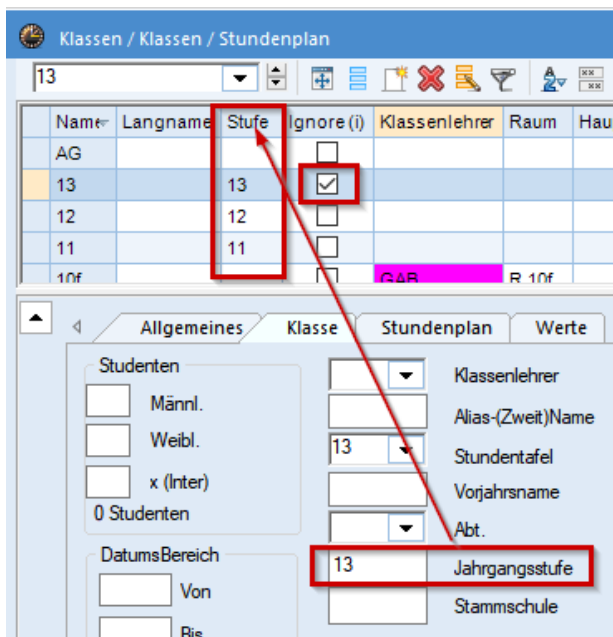 Klassen / Klassen / Stundenplan
13
Name Langname Stufe Ignore (i) Klassenlehrer Raum Hau
AG
13 13
12 12
11 11
10f GAB R 10f
Allgemeines Klasse Stundenplan Werte
Studenten
Männl.
Weibl.
x (Inter)
0 Studenten
DatumsBereich
Von
Bis
Klassenlehrer
Alias-(Zweit)Name
13 Stundentafel
Vorjahrsname
Abt.
13 Jahrgangsstufe
Stammschule